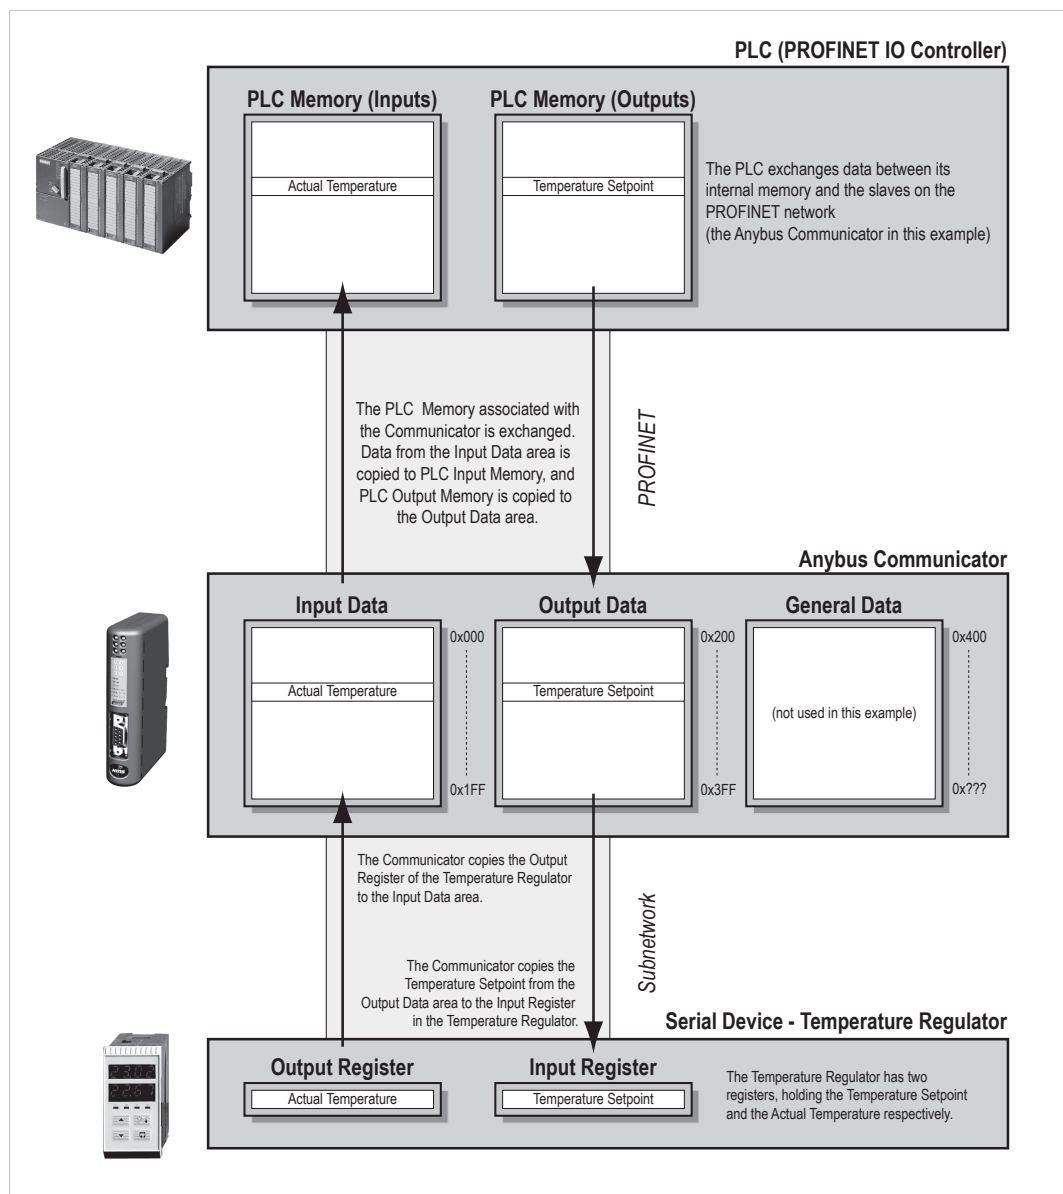 PLC (PROFINET IO Controller)
PLC Memory (Inputs)
PLC Memory (Outputs)
Actual Temperature
Temperature Setpoint
The PLC exchanges data between its
internal memory and the slaves on the
PROFINET network
(the Anybus Communicator in this example)
The PLC Memory associated with
the Communicator is exchanged.
Data from the Input Data area is
copied to PLC Input Memory, and
PLC Output Memory is copied to
the Output Data area.
PROFINET
Anybus Communicator
Input Data
Output Data
General Data
0x000
0x200
0x400
Actual Temperature
Temperature Setpoint
(not used in this example)
0x1FF
0x3FF
0x???
The Communicator copies the Output
Register of the Temperature Regulator
to the Input Data area.
Subnetwork
The Communicator copies the
Temperature Setpoint from the
Output Data area to the Input Register
in the Temperature Regulator.
Serial Device - Temperature Regulator
Output Register
Input Register
Actual Temperature
Temperature Setpoint
The Temperature Regulator has two
registers, holding the Temperature Setpoint
and the Actual Temperature respectively.